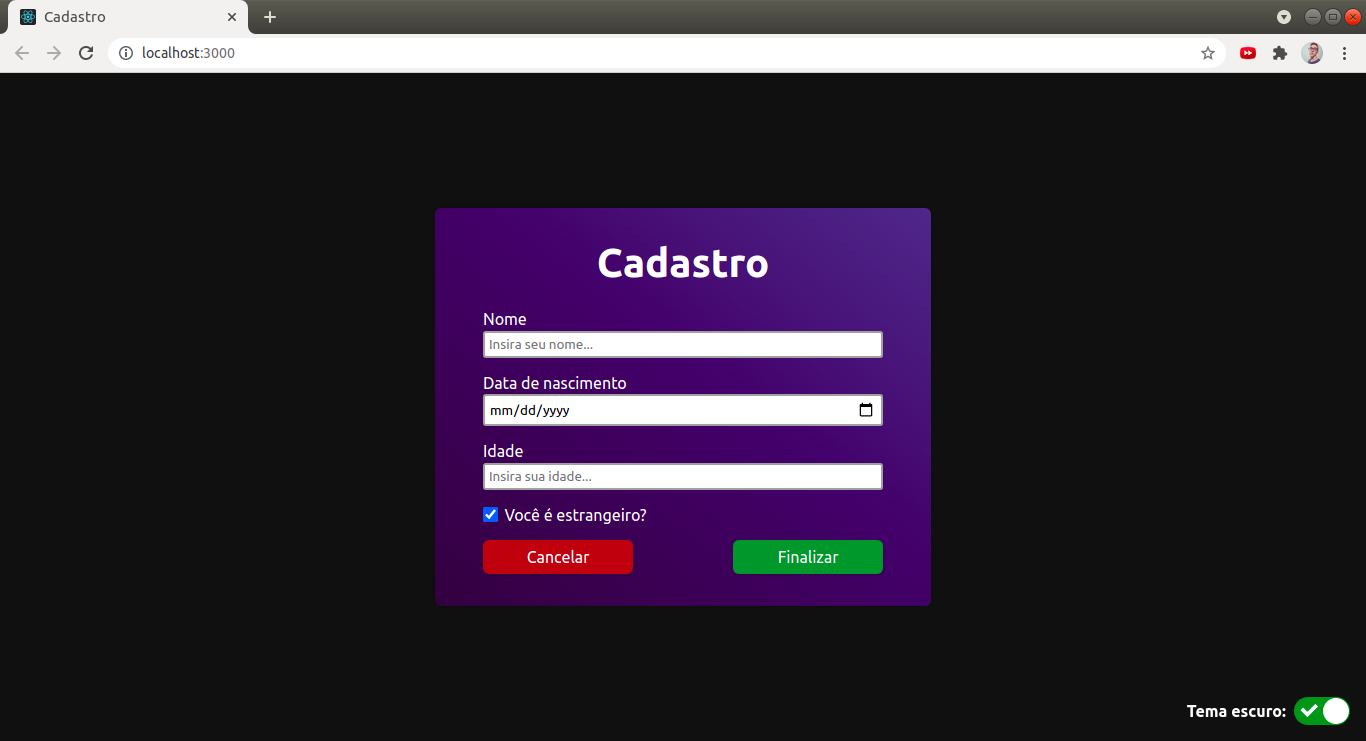 Cadastro
localhost:3000
Cadastro
Nome
Insira seu nome...
Data de nascimento
mm/dd/yyyy
Idade
Insira sua idade...
Você é estrangeiro?
Cancelar Finalizar
Tema escuro: